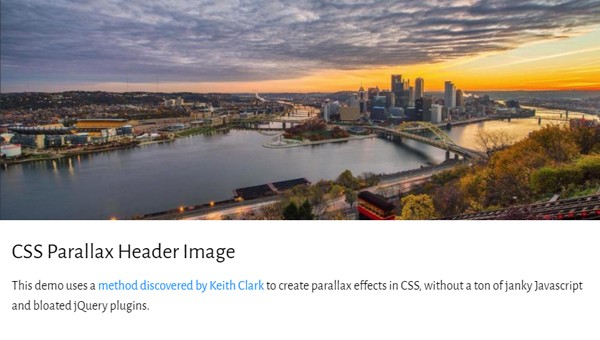 CSS Parallax Header Image
This demo uses a method discovered by Keith Clark to create parallax effects in CSS, without a ton of janky Javascript
and bloated jQuery plugins.